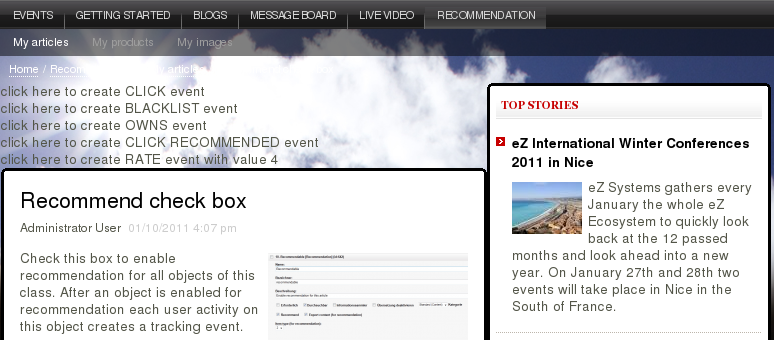 EVENTS GETTING STARTED BLOGS MESSAGE BOARD LIVE VIDEO RECOMMENDATION
My articles My products My images
Home /
click here to create CLICK event
click here to create BLACKLIST event
click here to create OWNS event
click here to create CLICK RECOMMENDED event
click here to create RATE event with value 4
Recommend check box
Administrator User 01/10/2011 4:07 pm
Check this box to enable
recommendation for all objects of this
class. After an object is enabled for
recommendation each user activity on
this object creates a tracking event.
TOP STORIES
eZ International Winter Conferences
2011 in Nice
eZ Systems gathers every
January the whole eZ
Ecosystem to quickly look
back at the 12 passed
months and look ahead into a new
year. On January 27th and 28th two
events will take place in Nice in the
South of France.